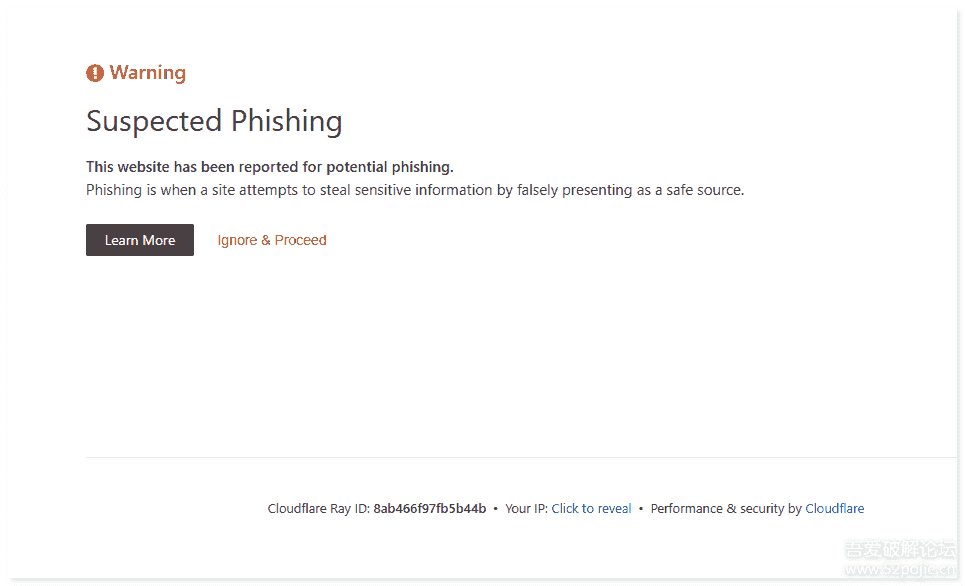 Warning
Suspected Phishing
This website has been reported for potential phishing.
Phishing is when a site attempts to steal sensitive information by falsely presenting as a safe source.
Learn More Ignore & Proceed
Cloudflare Ray ID: 8ab466f97fb5b44b • Your IP: Click to reveal • Performance & security by Cloudflare
吾爱破解论坛
www.52pojie.cn